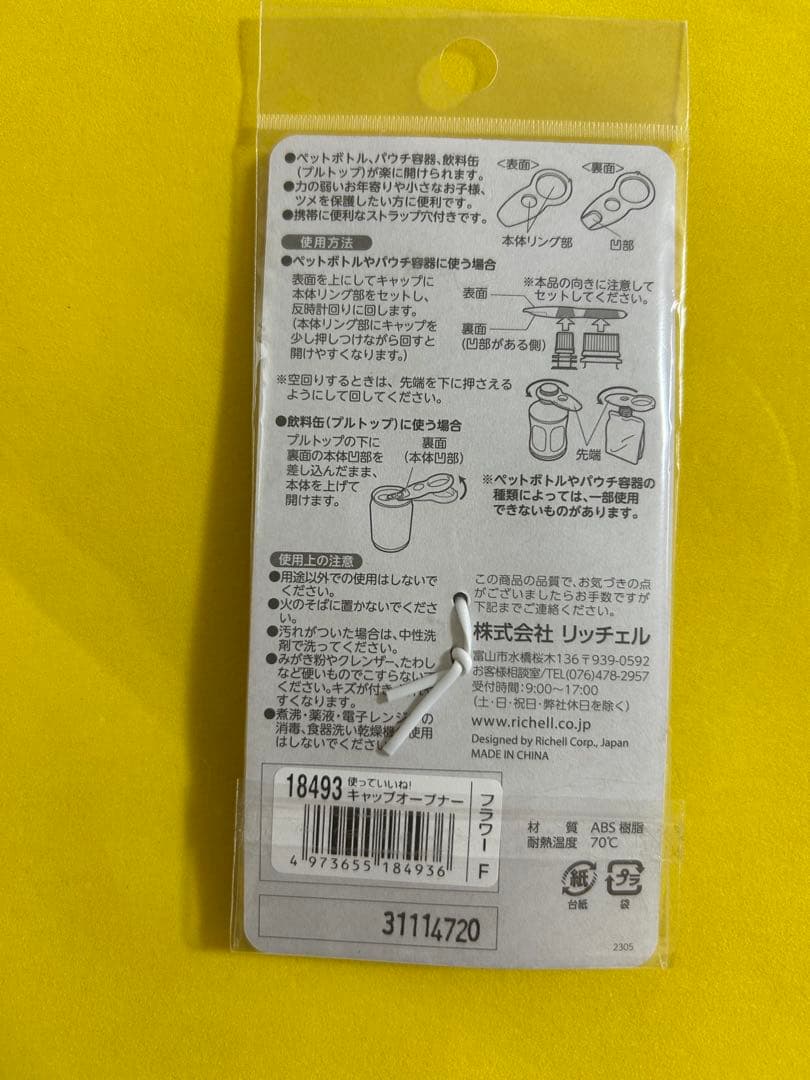 ●ペットボトル、パウチ容器、飲料缶
(プルトップ)が楽に開けられます。
●力の弱いお年寄りや小さなお子様、
ツメを保護したい方に便利です。
●携帯に便利なストラップ穴付きです。
<表面>
<裏面>
本体リング部
凹部
使用方法
●ペットボトルやパウチ容器に使う場合
表面を上にしてキャップに
本体リング部をセットし、
反時計回りに回します。
(本体リング部にキャップを
少し押しつけながら回すと
開けやすくなります。)
※本品の向きに注意して
セットしてください。
表面
裏面
(凹部がある側)
※空回りするときは、先端を下に押さえる
ようにして回してください。
先端
●飲料缶(プルトップ)に使う場合
プルトップの下に
裏面の本体凹部を
差し込んだまま、
本体を上げて
開けます。
裏面
(本体凹部)
※ペットボトルやパウチ容器の
種類によっては、一部使用
できないものがあります。
使用上の注意
●用途以外での使用はしないで
ください。
●火のそばに置かないでくださ
い。
●汚れがついた場合は、中性洗
剤で洗ってください。
●みがき粉やクレンザー、たわし
など硬いものでこすらない
ください。キズが付き
すくなります。
●煮沸・薬液・電子レンジ の
消毒、食器洗い乾燥機 使用
はしないでくだ
この商品の品質で、お気づきの点
がございましたらお手数ですが
下記までご連絡ください。
株式会社 リッチェル
富山市水橋桜木136 〒939-0592
お客様相談室/TEL(076)478-2957
受付時間:9:00〜17:00
(土・日・祝日・弊社休日を除く)
www.richell.co.jp
Designed by Richell Corp., Japan
MADE IN CHINA
18493 使っていいね!
キャップオープナー
フラワー F
4 973655 184936
31114720
材 質 ABS樹脂
耐熱温度 70℃
紙
台紙
プラ
袋
2305